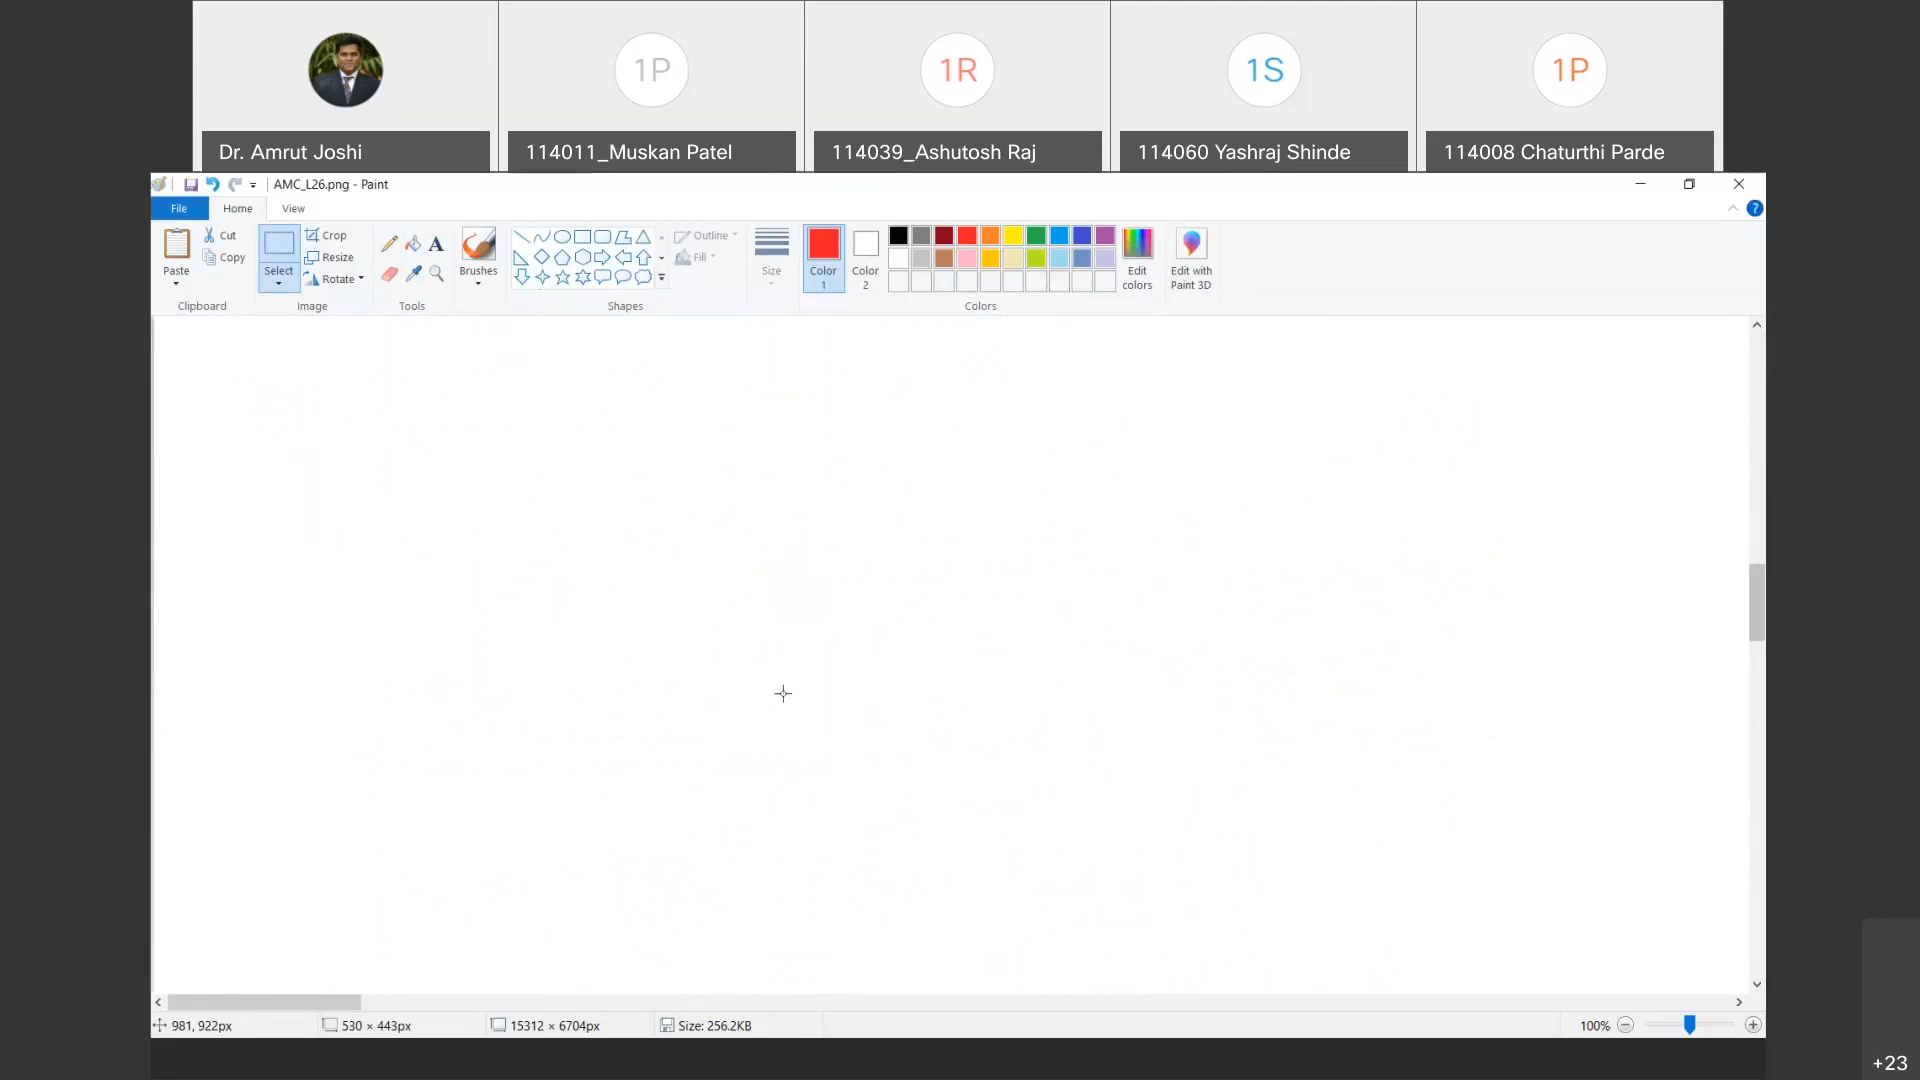 1P
1R
1S
1P
Dr. Amrut Joshi
114011_Muskan Patel
114039_Ashutosh Raj
114060 Yashraj Shinde
114008 Chaturthi Parde
AMC_L26.png - Paint
File
Home
View
Paste
Cut
Copy
Clipboard
Select
Crop
Resize
Rotate
Image
A
Tools
Brushes
Shapes
Outline
Fill
Size
Color
1
Color
2
Colors
Edit
colors
Edit with
Paint 3D
?
981, 922px
530 × 443px
15312 × 6704px
Size: 256.2KB
100%
+23